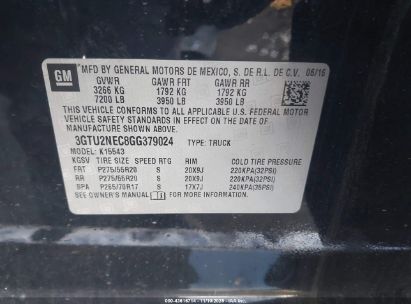 GM
MFD BY GENERAL MOTORS DE MEXICO, S. DE R.L. DE C.V. 06/16
GVWR GAWR FRT GAWR RR
3266 KG 1792 KG 1792 KG
7200 LB 3950 LB 3950 LB
THIS VEHICLE CONFORMS TO ALL APPLICABLE U.S. FEDERAL MOTOR
VEHICLE SAFETY STANDARDS IN EFFECT ON THE DATE OF
MANUFACTURE SHOWN ABOVE.
3GTU2NEC8GG379024 TYPE: TRUCK
MODEL: K15543
KGSV TIRE SIZE SPEED RTG RIM COLD TIRE PRESSURE
FRT P275/55R20 S 20X9J 220KPA(32PSI)
RR P275/55R20 S 20X9J 220KPA(32PSI)
SPA P265/70R17 S 17X7J 240KPA(35PSI)
SEE OWNER'S MANUAL FOR MORE INFORMATION